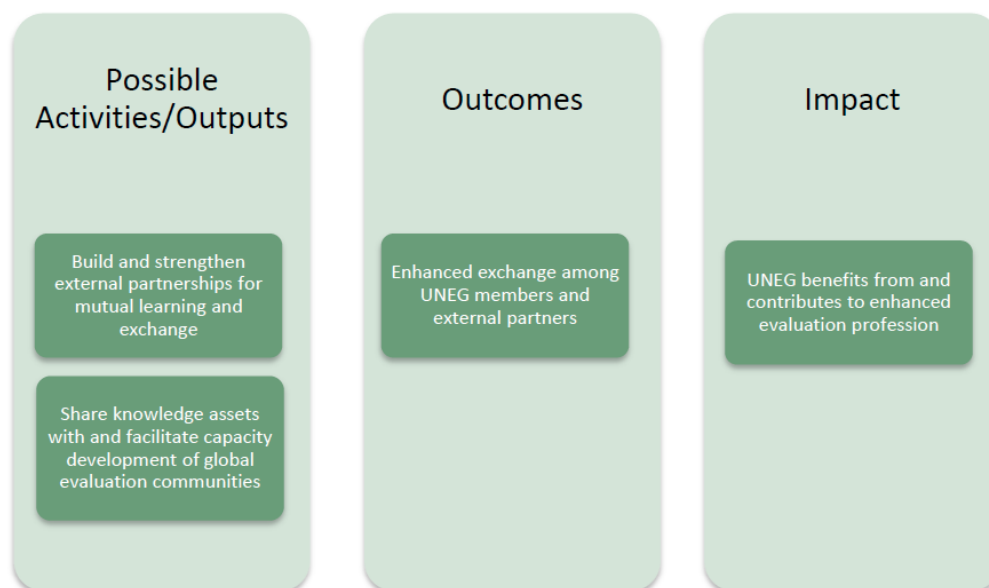 Possible
Activities/Outputs
Build and strengthen
external partnerships for
mutual learning and
exchange
Share knowledge assets
with and facilitate capacity
development of global
evaluation communities
Outcomes
Enhanced exchange among
UNEG members and
external partners
Impact
UNEG benefits from and
contributes to enhanced
evaluation profession